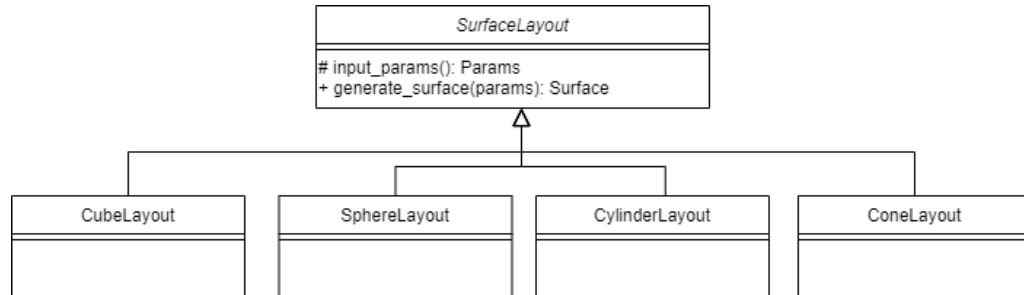 SurfaceLayout
# input_params(): Params
+ generate_surface(params): Surface
CubeLayout
SphereLayout
CylinderLayout
ConeLayout